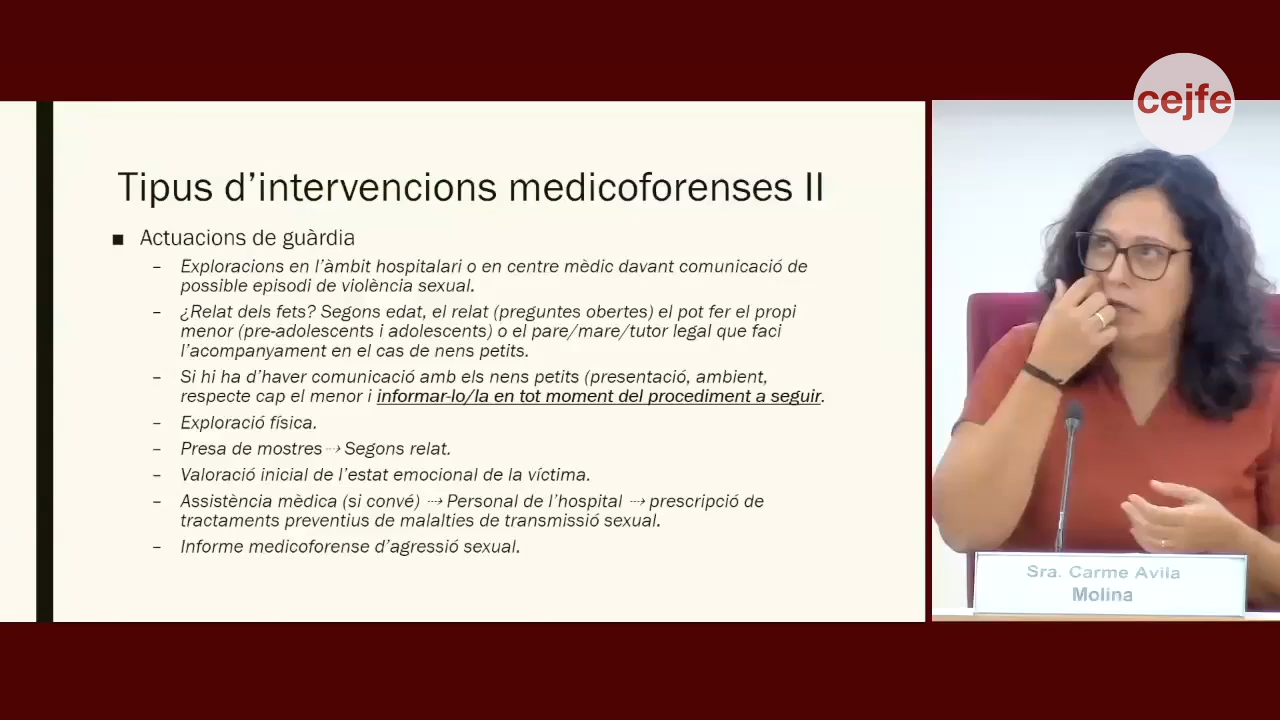 cejfe
Tipus d'intervencions medicoforenses II
■ Actuacions de guàrdia
– Exploracions en l'àmbit hospitalari o en centre mèdic davant comunicació de
possible episodi de violència sexual.
– ¿Relat dels fets? Segons edat, el relat (preguntes obertes) el pot fer el propi
menor (pre-adolescents i adolescents) o el pare/mare/tutor legal que faci
l'acompanyament en el cas de nens petits.
– Si hi ha d'haver comunicació amb els nens petits (presentació, ambient,
respecte cap el menor i informar-lo/la en tot moment del procediment a seguir.
– Exploració física.
– Presa de mostres ⇢ Segons relat.
– Valoració inicial de l'estat emocional de la víctima.
– Assistència mèdica (si convé) ⇢ Personal de l'hospital ⇢ prescripció de
tractaments preventius de malalties de transmissió sexual.
– Informe medicoforense d'agressió sexual.
Sra. Carme Avila
Molina